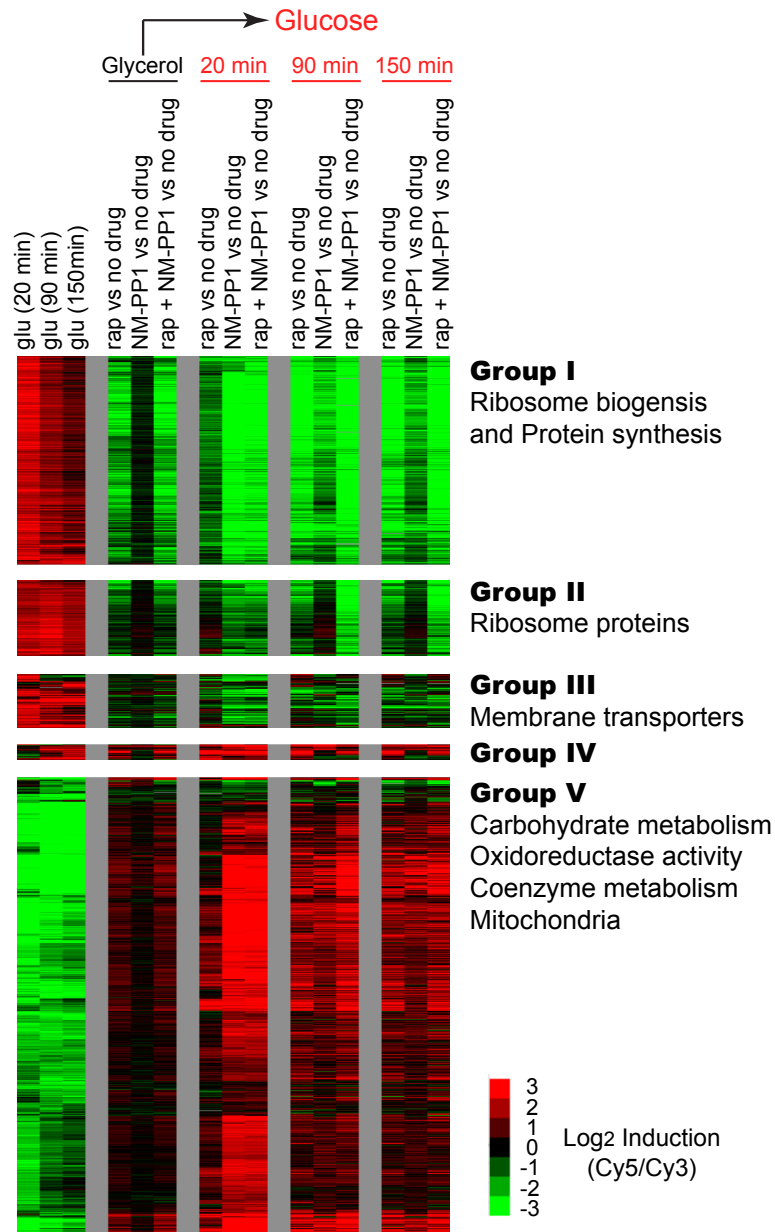 Glucose
Glycerol
20 min
90 min
150 min
glu (20 min)
glu (90 min)
glu (150min)
rap vs no drug
NM-PP1 vs no drug
rap + NM-PP1 vs no drug
rap vs no drug
NM-PP1 vs no drug
rap + NM-PP1 vs no drug
rap vs no drug
NM-PP1 vs no drug
rap + NM-PP1 vs no drug
rap vs no drug
NM-PP1 vs no drug
rap + NM-PP1 vs no drug
Group I
Ribosome biogensis
and Protein synthesis
Group II
Ribosome proteins
Group III
Membrane transporters
Group IV
Group V
Carbohydrate metabolism
Oxidoreductase activity
Coenzyme metabolism
Mitochondria
3
2
1
0
-1
-2
-3
Log2 Induction
(Cy5/Cy3)